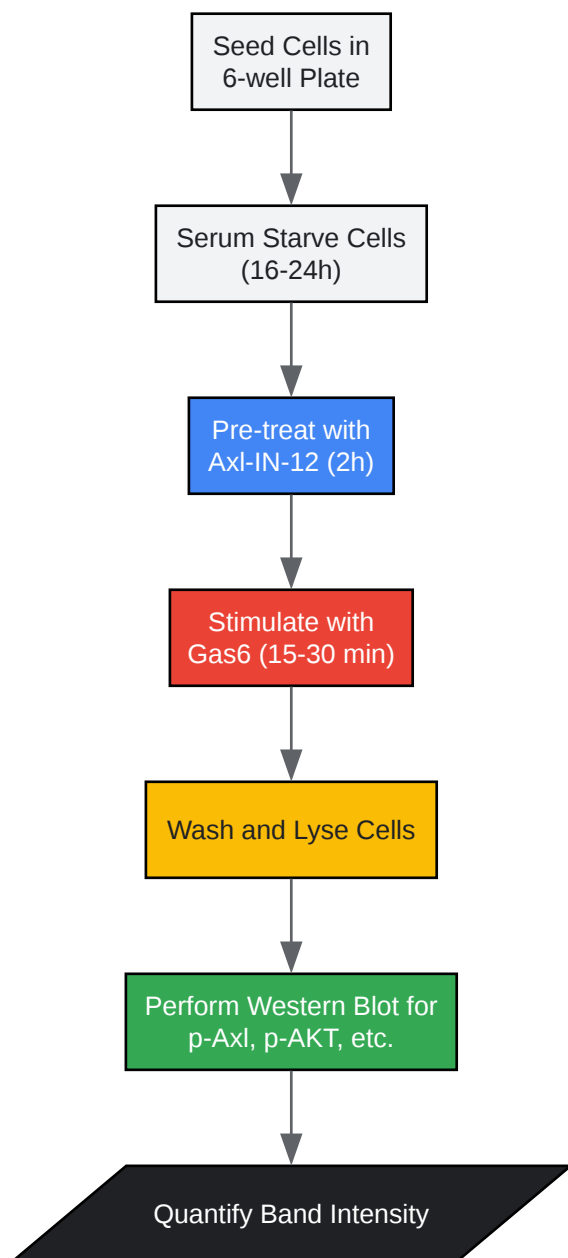 Seed Cells in
6-well Plate
Serum Starve Cells
(16-24h)
Pre-treat with
Axl-IN-12 (2h)
Stimulate with
Gas6 (15-30 min)
Wash and Lyse Cells
Perform Western Blot for
p-Axl, p-AKT, etc.
Quantify Band Intensity